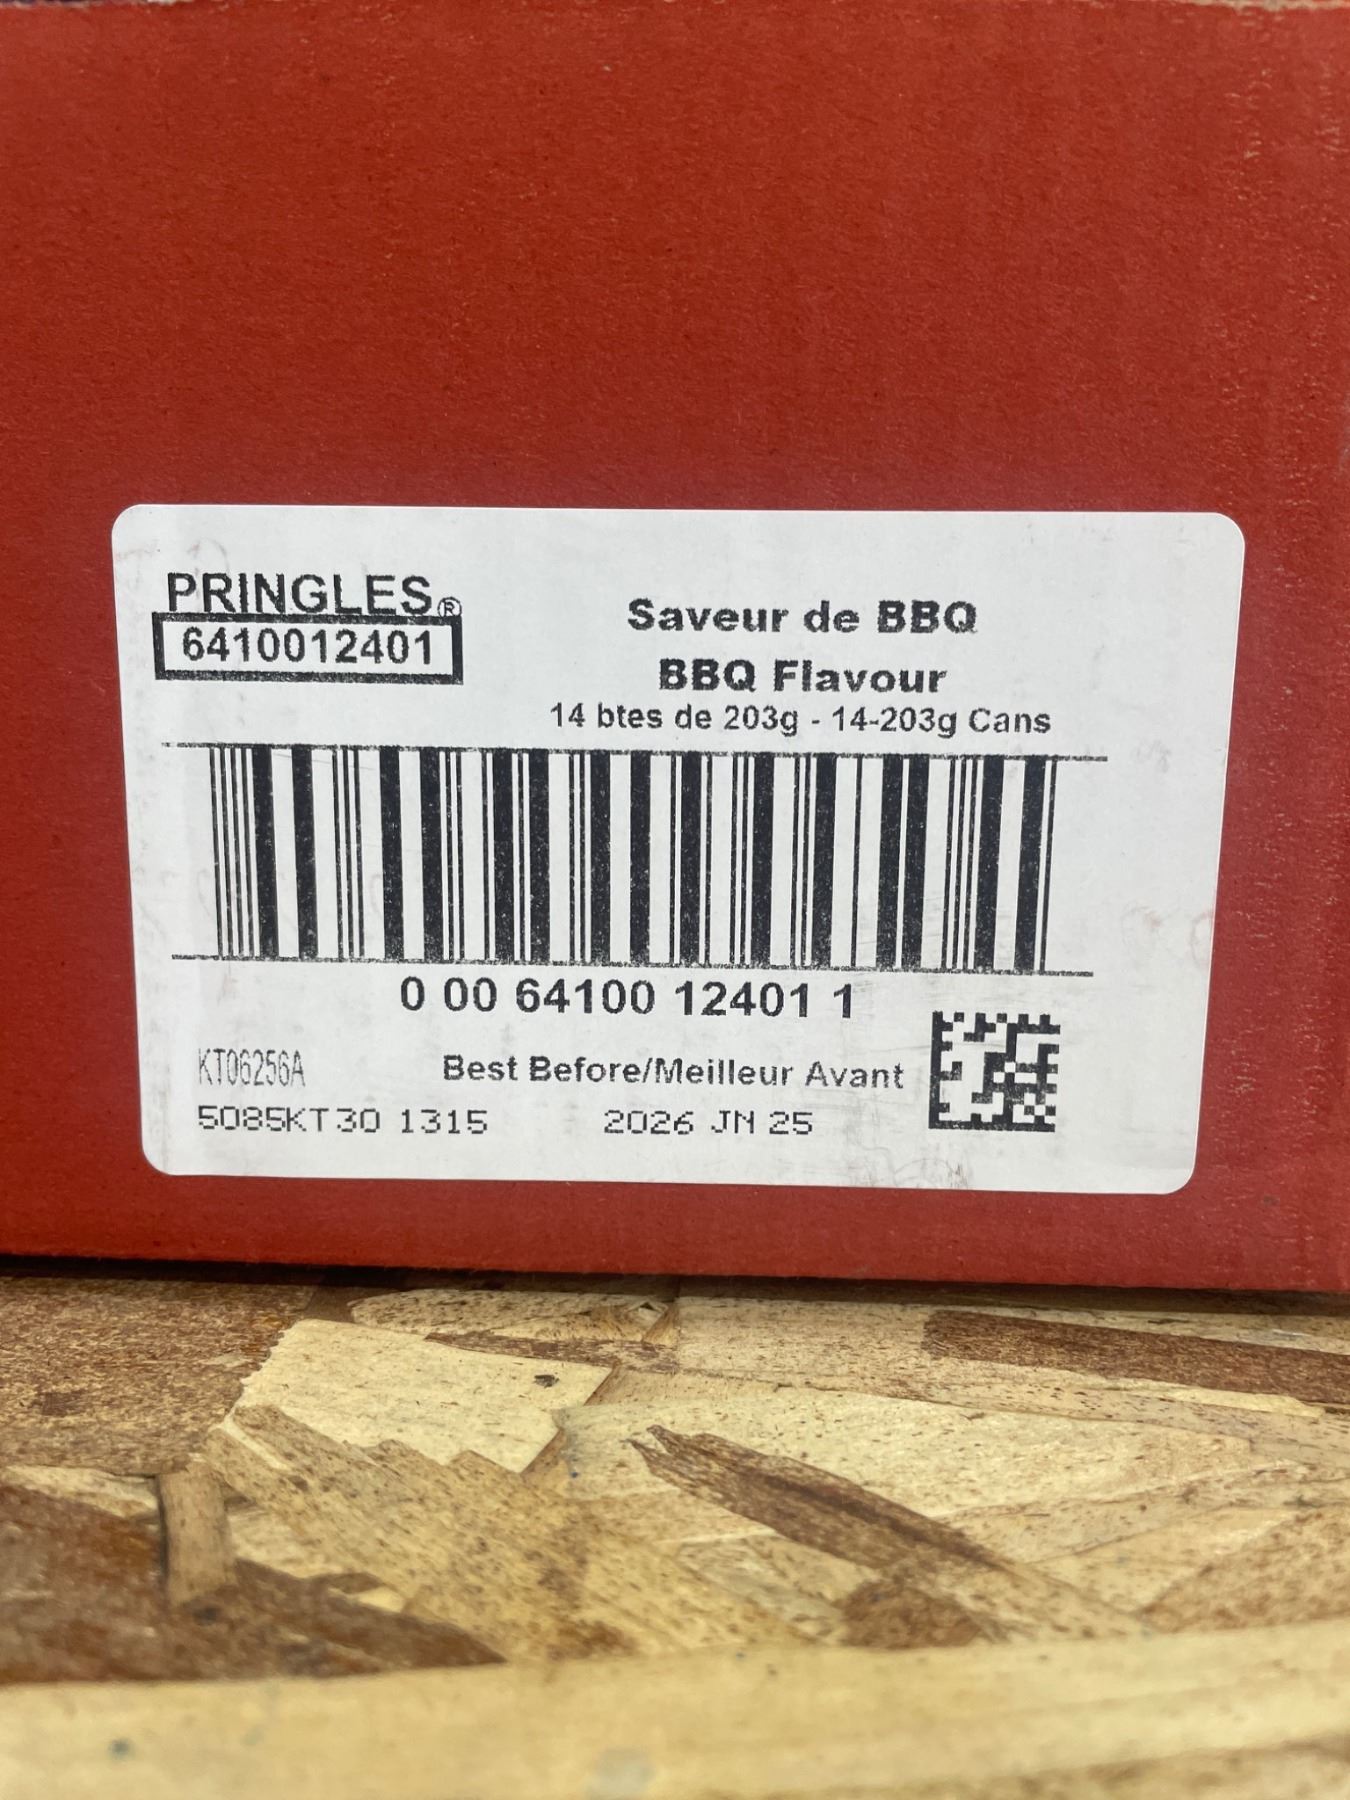 PRINGLES®
6410012401
Saveur de BBQ
BBQ Flavour
14 btes de 203g - 14-203g Cans
0 00 64100 12401 1
KT06256A
Best Before/Meilleur Avant
5085KT30 1315 2026 JN 25